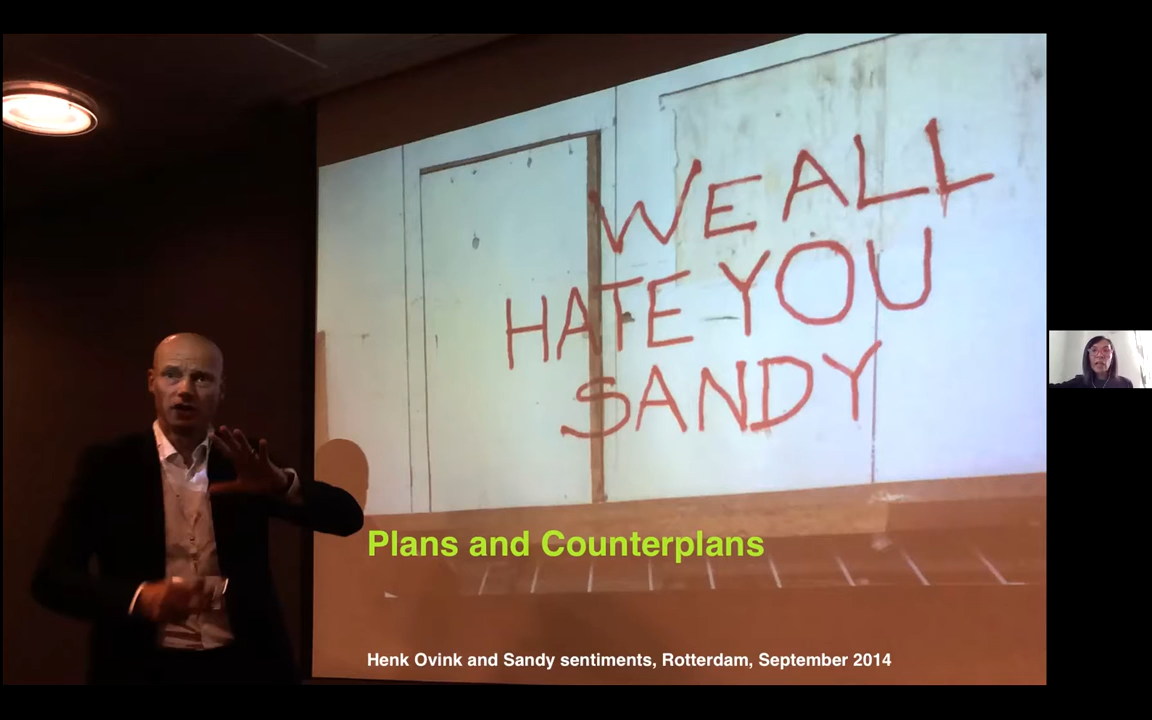 WE ALL
HATE YOU
SANDY
Plans and Counterplans
Henk Ovink and Sandy sentiments, Rotterdam, September 2014